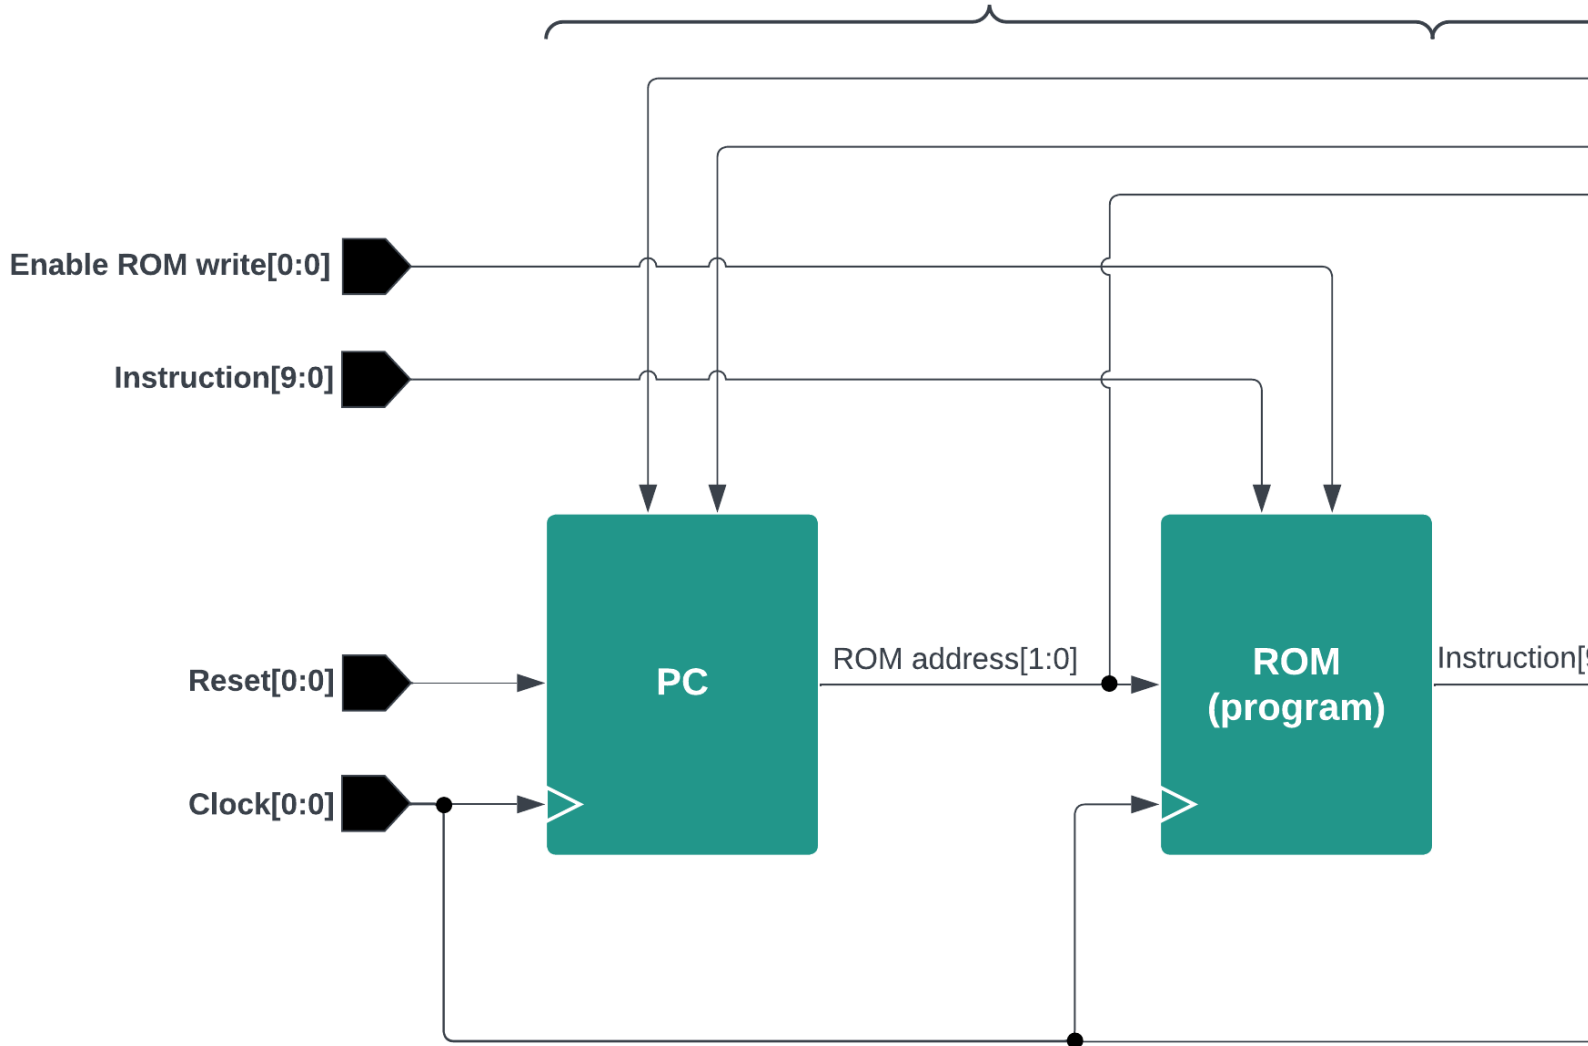 Enable ROM write[0:0]
Instruction[9:0]
Reset[0:0]
Clock[0:0]
PC
ROM address[1:0]
ROM
(program)
Instruction[9